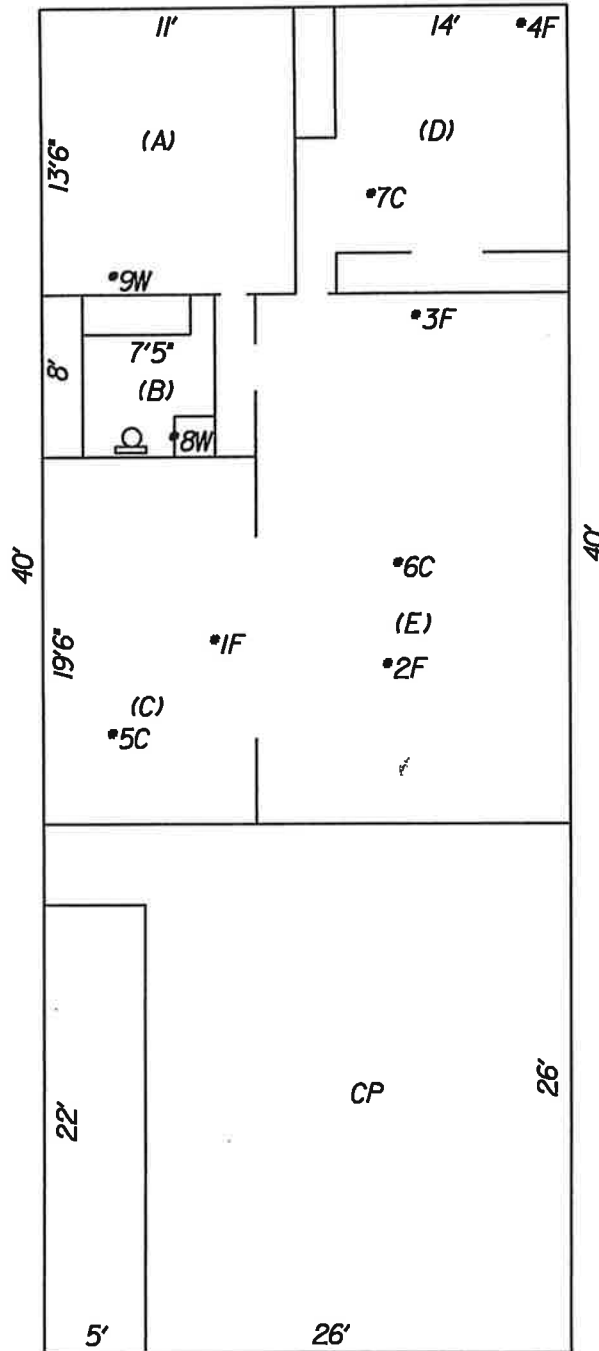 11' 14' *4F
(A) (D)
13'6"
*7C
*9W
*3F
8' 7'5"
(B)
*8W
40' 40'
*6C
(E)
*1F
19'6" *2F
(C)
*5C
CP
26'
22'
5' 26'